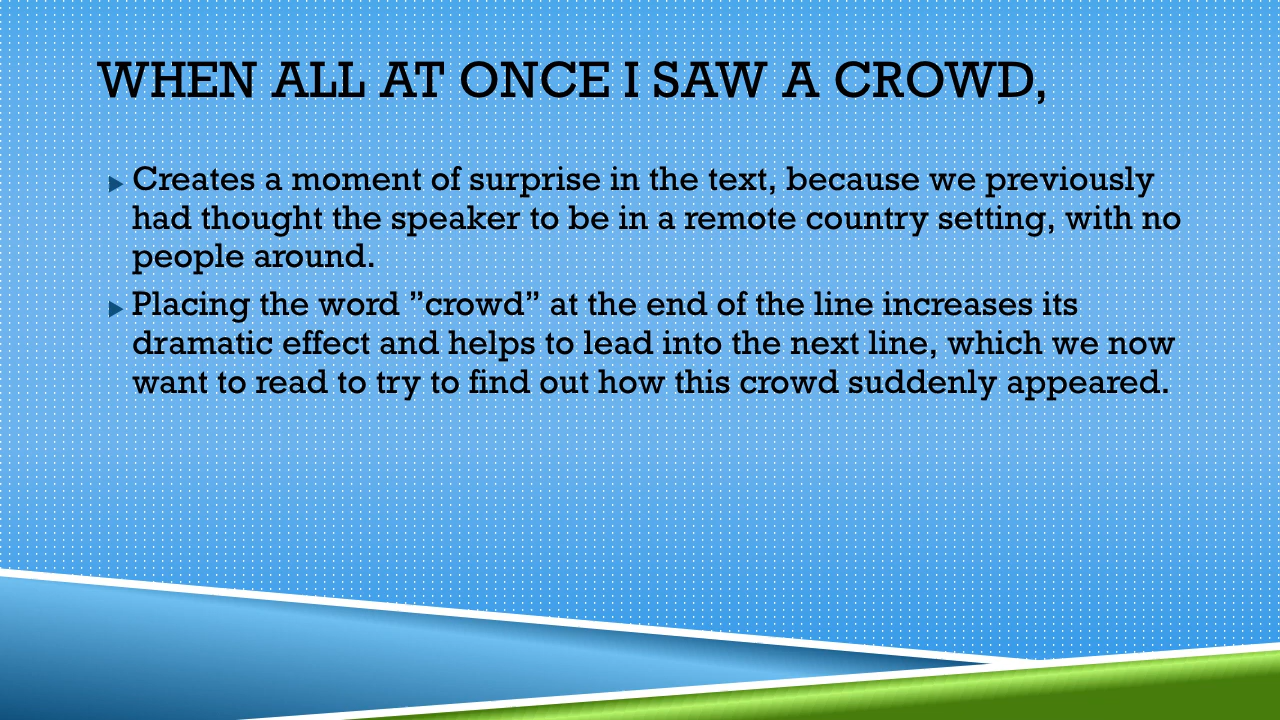 WHEN ALL AT ONCE I SAW A CROWD,
Creates a moment of surprise in the text, because we previously
had thought the speaker to be in a remote country setting, with no
people around.
Placing the word ”crowd” at the end of the line increases its
dramatic effect and helps to lead into the next line, which we now
want to read to try to find out how this crowd suddenly appeared.